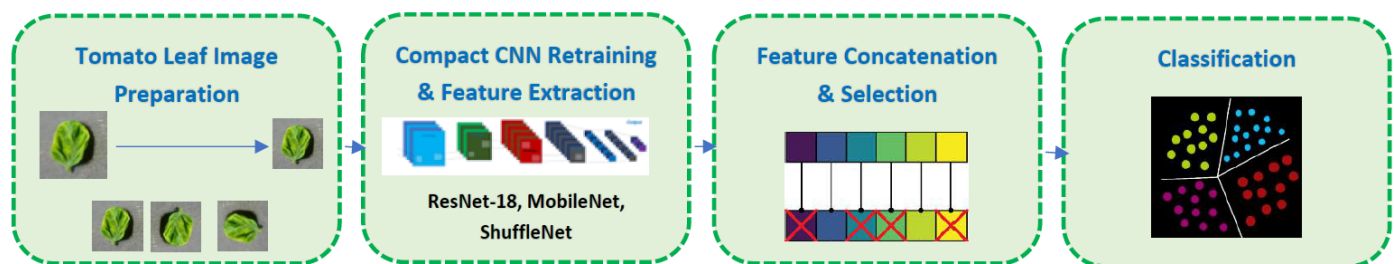 Tomato Leaf Image
Preparation
Compact CNN Retraining
& Feature Extraction
ResNet-18, MobileNet,
ShuffleNet
Feature Concatenation
& Selection
Classification